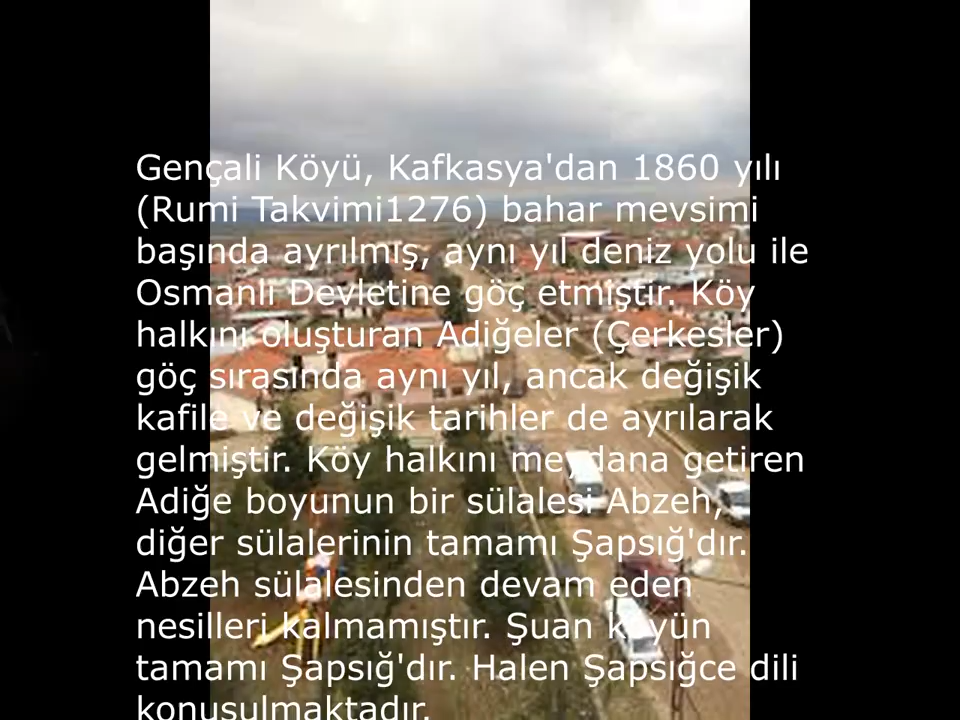 Gençali Köyü, Kafkasya'dan 1860 yılı
(Rumi Takvimi1276) bahar mevsimi
başında ayrılmış, aynı yıl deniz yolu ile
Osmanlı Devletine göç etmiştir. Köy
halkını oluşturan Adiğeler (Çerkesler)
göç sırasında aynı yıl, ancak değişik
kafile ve değişik tarihler de ayrılarak
gelmiştir. Köy halkını meydana getiren
Adiğe boyunun bir sülalesi Abzeh,
diğer sülalerinin tamamı Şapsığ'dır.
Abzeh sülalesinden devam eden
nesilleri kalmamıştır. Şuan köyün
tamamı Şapsığ'dır. Halen Şapsığce dili
konuşulmaktadır.